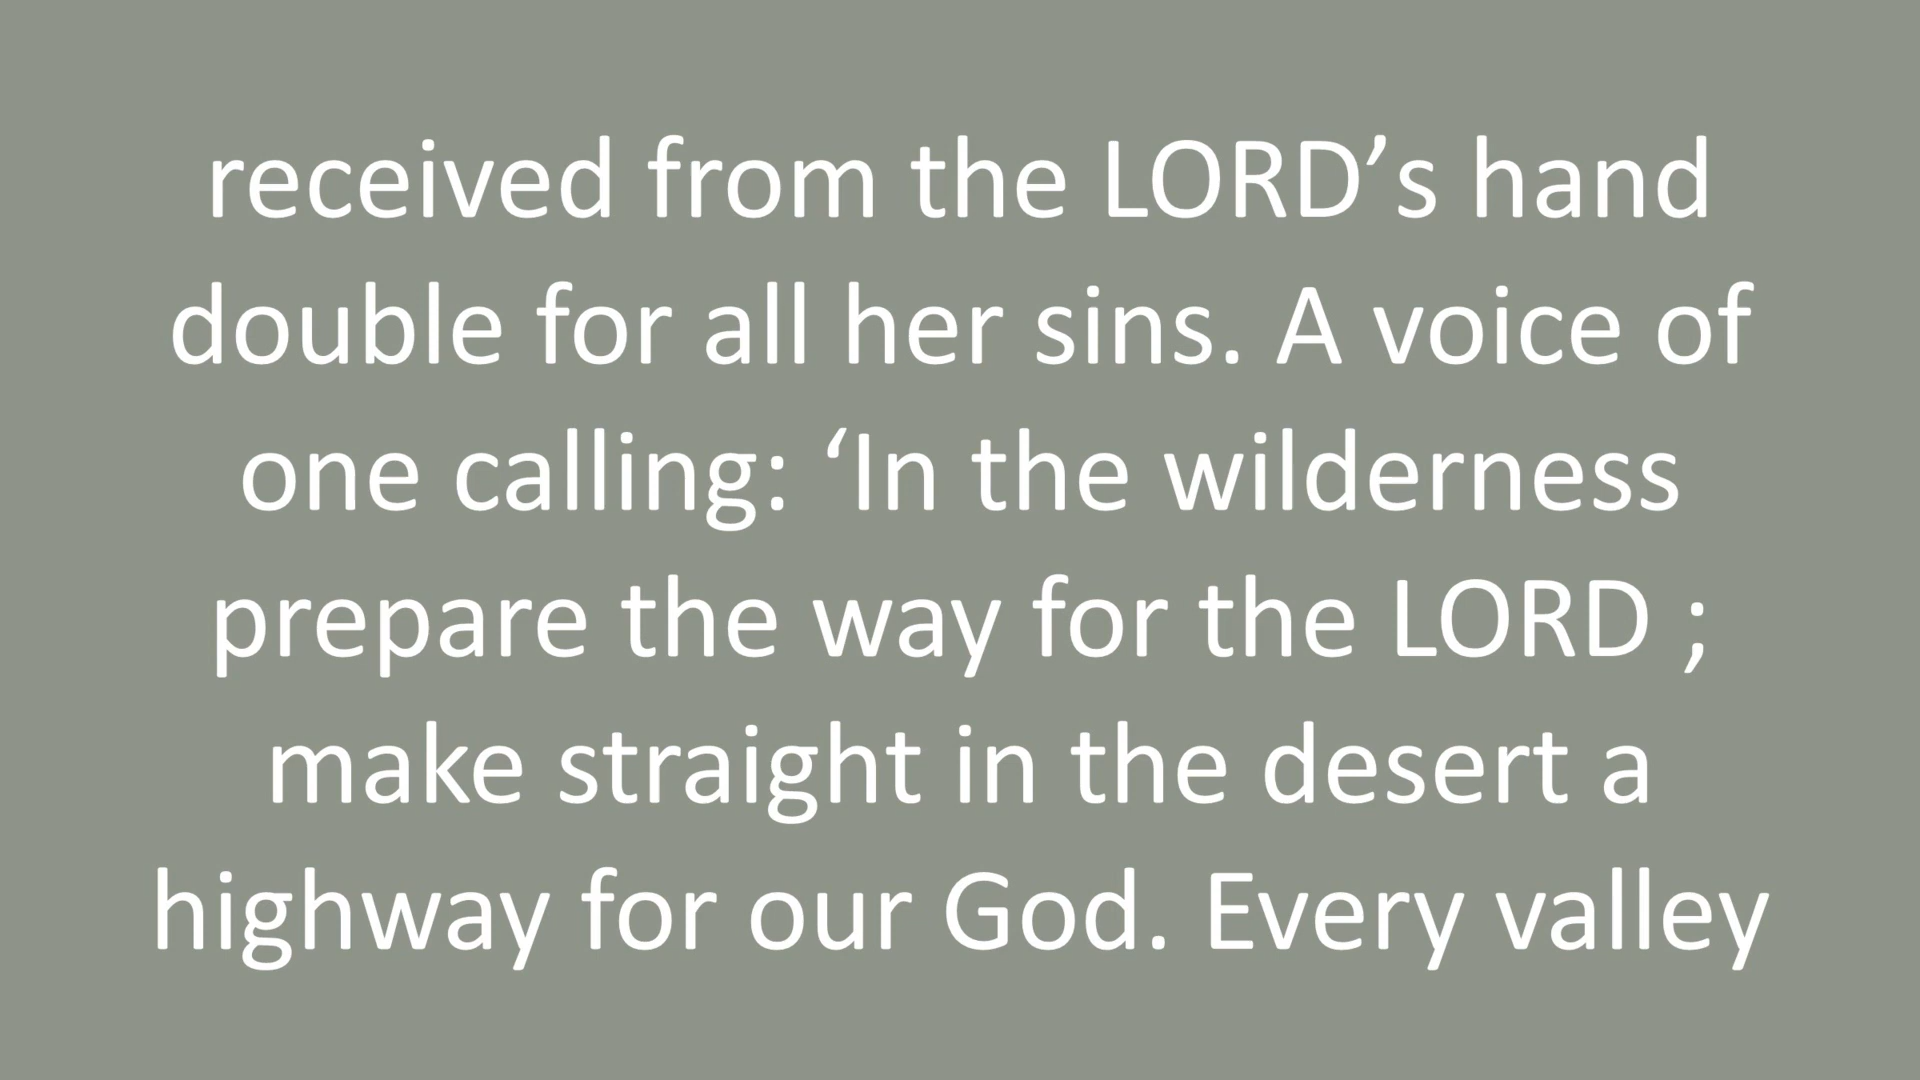 received from the LORD’s hand
double for all her sins. A voice of
one calling: ‘In the wilderness
prepare the way for the LORD ;
make straight in the desert a
highway for our God. Every valley